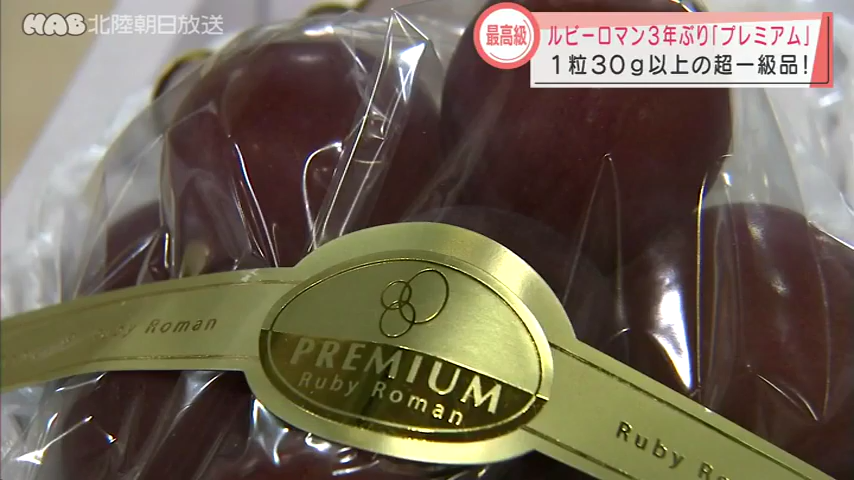 HAB北陸朝日放送
最高級
ルビーロマン3年ぶり「プレミアム」
1粒30g以上の超一級品!
Ruby Roman
PREMIUM
Ruby Roman
Ruby